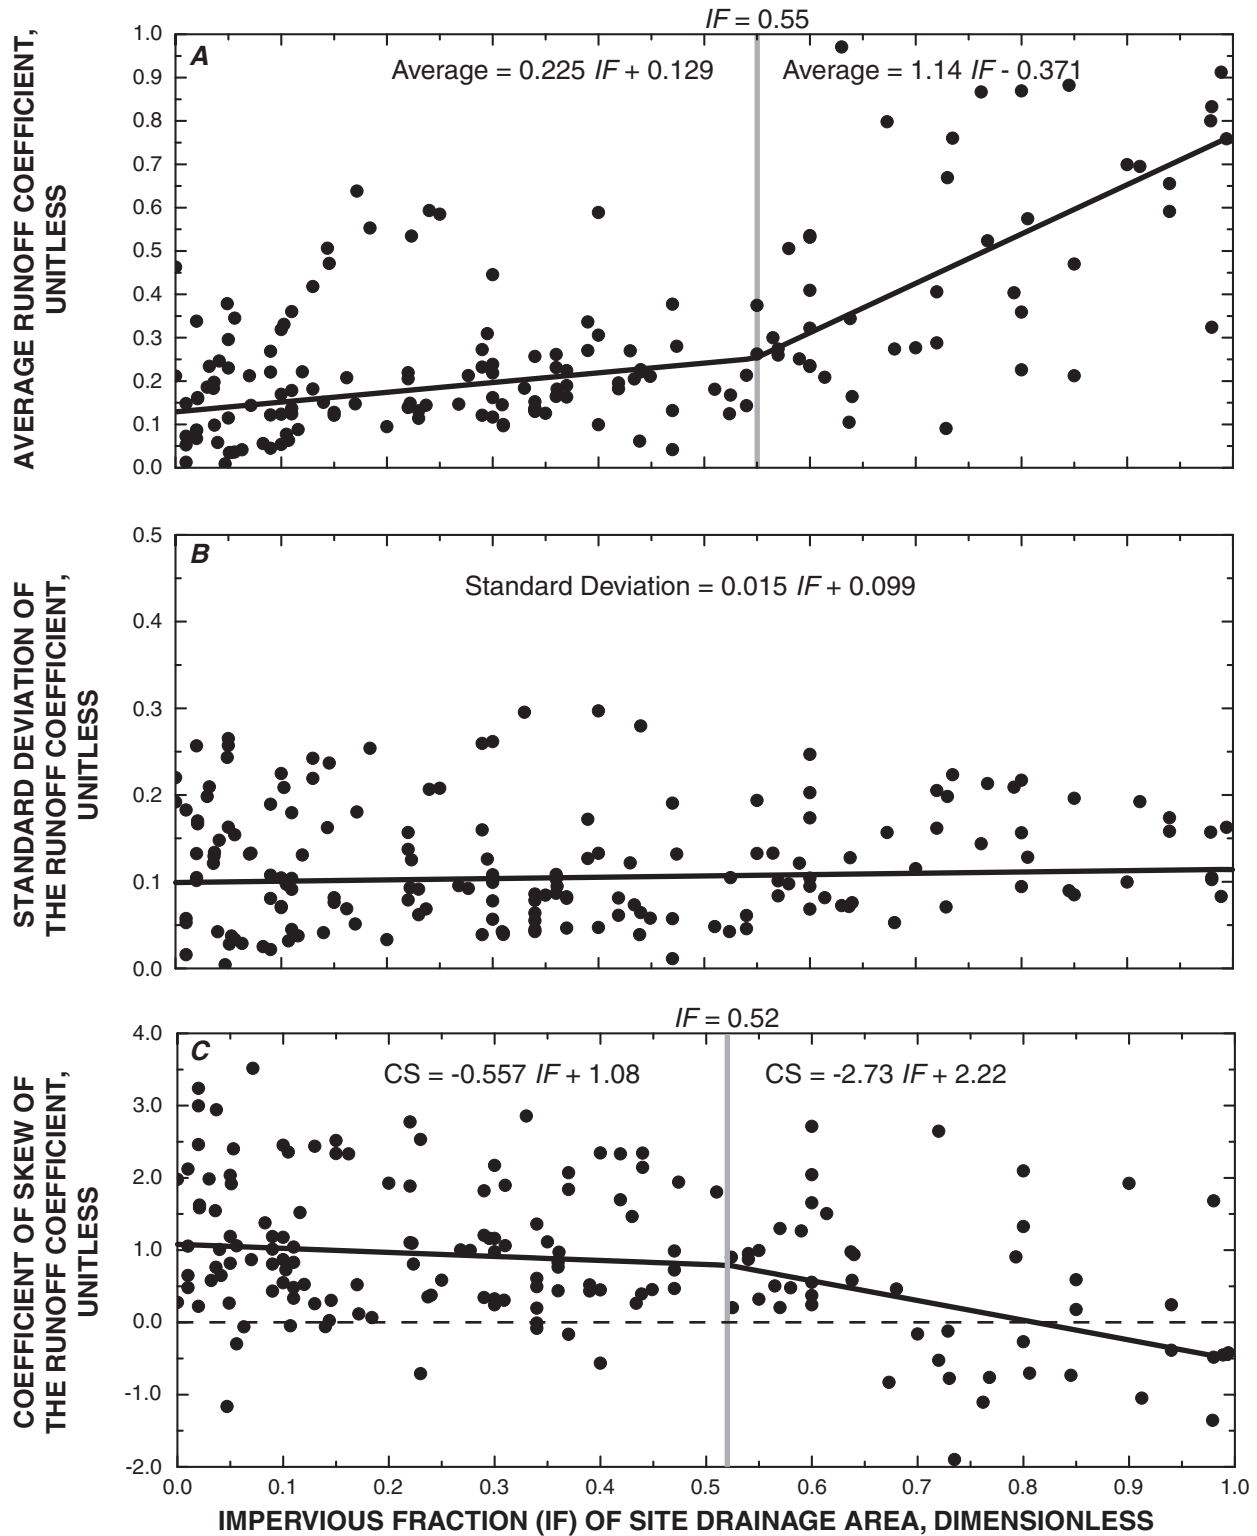 IF = 0.55
A
Average = 0.225 IF + 0.129
Average = 1.14 IF - 0.371
AVERAGE RUNOFF COEFFICIENT,
UNITLESS
1.0
0.9
0.8
0.7
0.6
0.5
0.4
0.3
0.2
0.1
0.0
B
Standard Deviation = 0.015 IF + 0.099
STANDARD DEVIATION OF
THE RUNOFF COEFFICIENT,
UNITLESS
0.5
0.4
0.3
0.2
0.1
0.0
IF = 0.52
C
CS = -0.557 IF + 1.08
CS = -2.73 IF + 2.22
COEFFICIENT OF SKEW OF
THE RUNOFF COEFFICIENT,
UNITLESS
4.0
3.0
2.0
1.0
0.0
-1.0
-2.0
0.0 0.1 0.2 0.3 0.4 0.5 0.6 0.7 0.8 0.9 1.0
IMPERVIOUS FRACTION (IF) OF SITE DRAINAGE AREA, DIMENSIONLESS